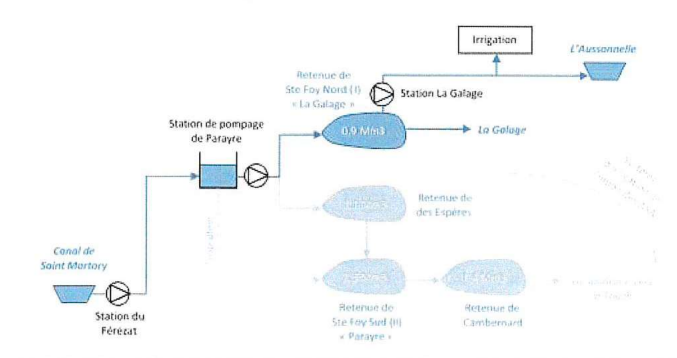 Irrigation
L'Aussonnelle
Retenue de
Ste Foy Nord (I)
« La Galage »
Station La Galage
Station de pompage
de Parayre
0,9 Mm3
La Galage
Retenue
des Espères
Canal de
Saint Martory
Station du
Férézat
Retenue de
Ste Foy Sud (II)
« Parayre »
Retenue de
Cambernard